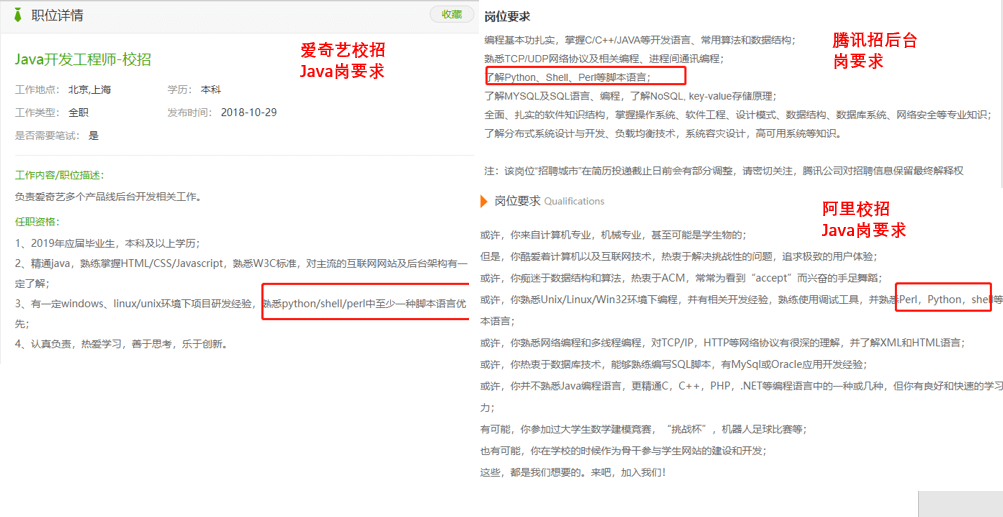 职位详情
收藏
爱奇艺校招
Java岗要求
Java开发工程师-校招
工作地点： 北京,上海 学历： 本科
工作类型： 全职 发布时间： 2018-10-29
是否需要笔试： 是
工作内容/职位描述：
负责爱奇艺多个产品线后台开发相关工作。
任职资格：
1、2019年应届毕业生，本科及以上学历；
2、精通java，熟练掌握HTML/CSS/Javascript，熟悉W3C标准，对主流的互联网网站及后台架构有一
定了解；
3、有一定windows、linux/unix环境下项目研发经验，熟悉python/shell/perl中至少一种脚本语言优
先；
4、认真负责，热爱学习，善于思考，乐于创新。
岗位要求
腾讯招后台
岗要求
编程基本功扎实，掌握C/C++/JAVA等开发语言、常用算法和数据结构；
熟悉TCP/UDP网络协议及相关编程、进程间通讯编程；
了解Python、Shell、Perl等脚本语言；
了解MYSQL及SQL语言、编程，了解NoSQL, key-value存储原理；
全面、扎实的软件知识结构，掌握操作系统、软件工程、设计模式、数据结构、数据库系统、网络安全等专业知识；
了解分布式系统设计与开发、负载均衡技术，系统容灾设计，高可用系统等知识。
注：该岗位“招聘城市”在简历投递截止日前会有部分调整，请密切关注，腾讯公司对招聘信息保留最终解释权
岗位要求 Qualifications
阿里校招
Java岗要求
或许，你来自计算机专业，机械专业，甚至可能是学生物的；
但是，你酷爱着计算机以及互联网技术，热衷于解决挑战性的问题，追求极致的用户体验；
或许，你痴迷于数据结构和算法，热衷于ACM，常常为看到“accept”而兴奋的手足舞蹈；
或许，你熟悉Unix/Linux/Win32环境下编程，并有相关开发经验，熟练使用调试工具，并熟悉Perl，Python，shell等
本语言；
或许，你熟悉网络编程和多线程编程，对TCP/IP，HTTP等网络协议有很深的理解，并了解XML和HTML语言；
或许，你热衷于数据库技术，能够熟练编写SQL脚本，有MySql或Oracle应用开发经验；
或许，你并不熟悉Java编程语言，更精通C，C++，PHP，.NET等编程语言中的一种或几种，但你有良好和快速的学习
力；
有可能，你参加过大学生数学建模竞赛，“挑战杯”，机器人足球比赛等；
也有可能，你在学校的时候作为骨干参与学生网站的建设和开发；
这些，都是我们想要的。来吧，加入我们！